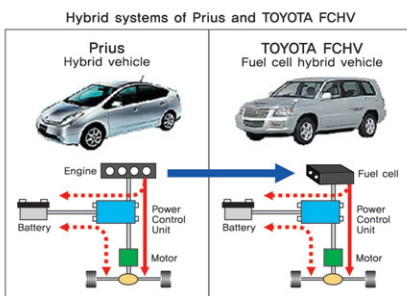 Hybrid systems of Prius and TOYOTA FCHV
Prius
Hybrid vehicle
Engine
Battery
Power
Control
Unit
Motor
TOYOTA FCHV
Fuel cell hybrid vehicle
Fuel cell
Battery
Power
Control
Unit
Motor